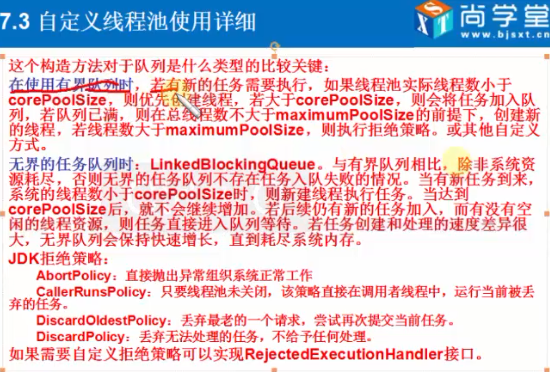 7.3 自定义线程池使用详细
尚学堂
www.bjsxt.com
这个构造方法对于队列是什么类型的比较关键：
在使用有界队列时，若有新的任务需要执行，如果线程池实际线程数小于
corePoolSize，则优先创建线程，若大于corePoolSize，则会将任务加入队
列，若队列已满，则在总线程数不大于maximumPoolSize的前提下，创建新
的线程，若线程数大于maximumPoolSize，则执行拒绝策略。或其他自定义
方式。
无界的任务队列时：LinkedBlockingQueue。与有界队列相比，除非系统资
源耗尽，否则无界的任务队列不存在任务入队失败的情况。当有新任务到来，
系统的线程数小于corePoolSize时，则新建线程执行任务。当达到
corePoolSize后，就不会继续增加。若后续仍有新的任务加入，而有没有空
闲的线程资源，则任务直接进入队列等待。若任务创建和处理的速度差异很
大，无界队列会保持快速增长，直到耗尽系统内存。
JDK拒绝策略：
AbortPolicy：直接抛出异常组织系统正常工作
CallerRunsPolicy：只要线程池未关闭，该策略直接在调用者线程中，运行当前被丢
弃的任务。
DiscardOldestPolicy：丢弃最老的一个请求，尝试再次提交当前任务。
DiscardPolicy：丢弃无法处理的任务，不给予任何处理。
如果需要自定义拒绝策略可以实现RejectedExecutionHandler接口。